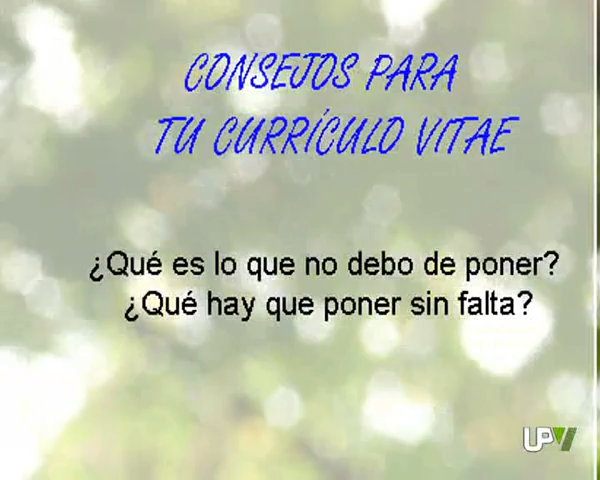 CONSEJOS PARA
TU CURRÍCULO VITAE
¿Qué es lo que no debo de poner?
¿Qué hay que poner sin falta?
UPV